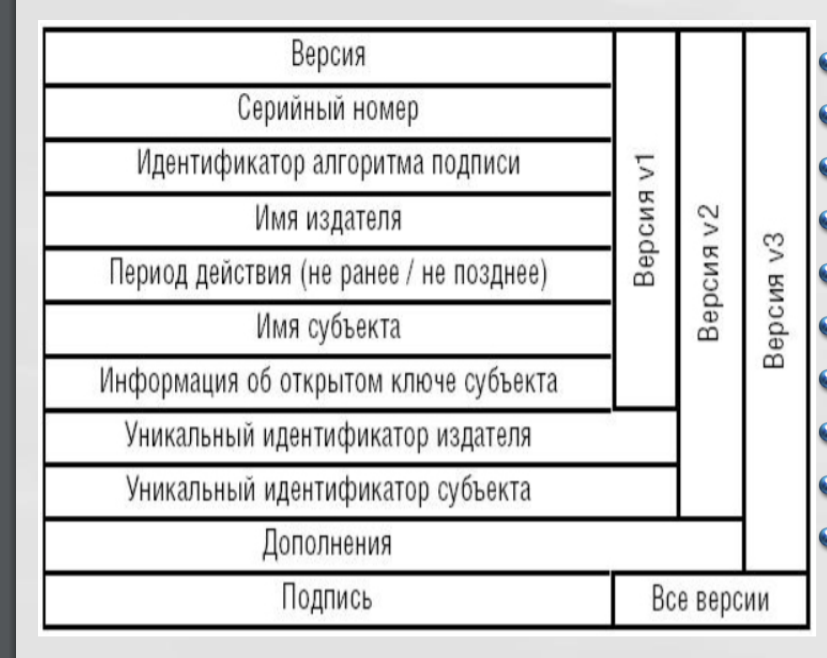 Версия
Серийный номер
Идентификатор алгоритма подписи
Имя издателя
Период действия (не ранее / не позднее)
Имя субъекта
Информация об открытом ключе субъекта
Уникальный идентификатор издателя
Уникальный идентификатор субъекта
Дополнения
Подпись
Версия v1
Версия v2
Версия v3
Все версии